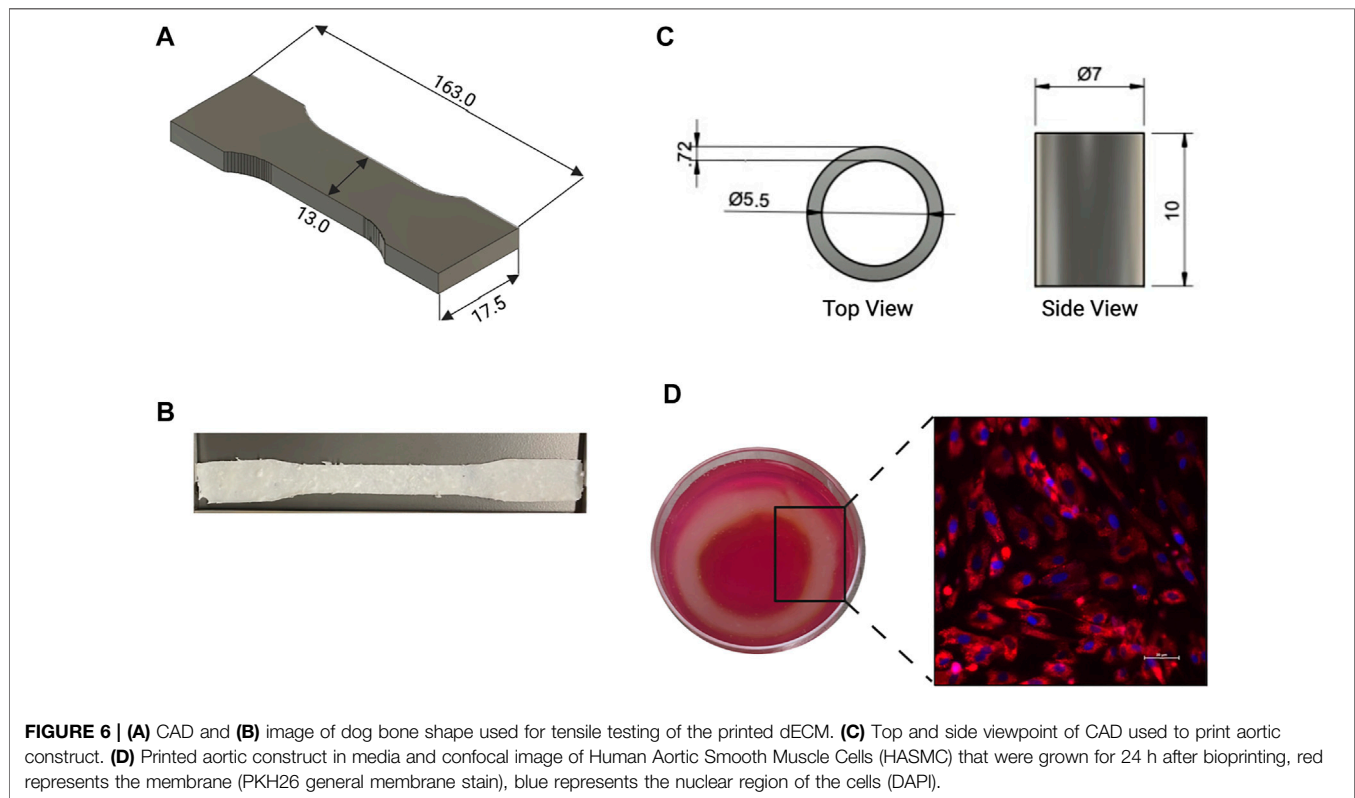 A
163.0
13.0
17.5
C
.72
Ø5.5
Top View
Ø7
10
Side View
B
D
FIGURE 6 | (A) CAD and (B) image of dog bone shape used for tensile testing of the printed dECM. (C) Top and side viewpoint of CAD used to print aortic
construct. (D) Printed aortic construct in media and confocal image of Human Aortic Smooth Muscle Cells (HASMC) that were grown for 24 h after bioprinting, red
represents the membrane (PKH26 general membrane stain), blue represents the nuclear region of the cells (DAPI).